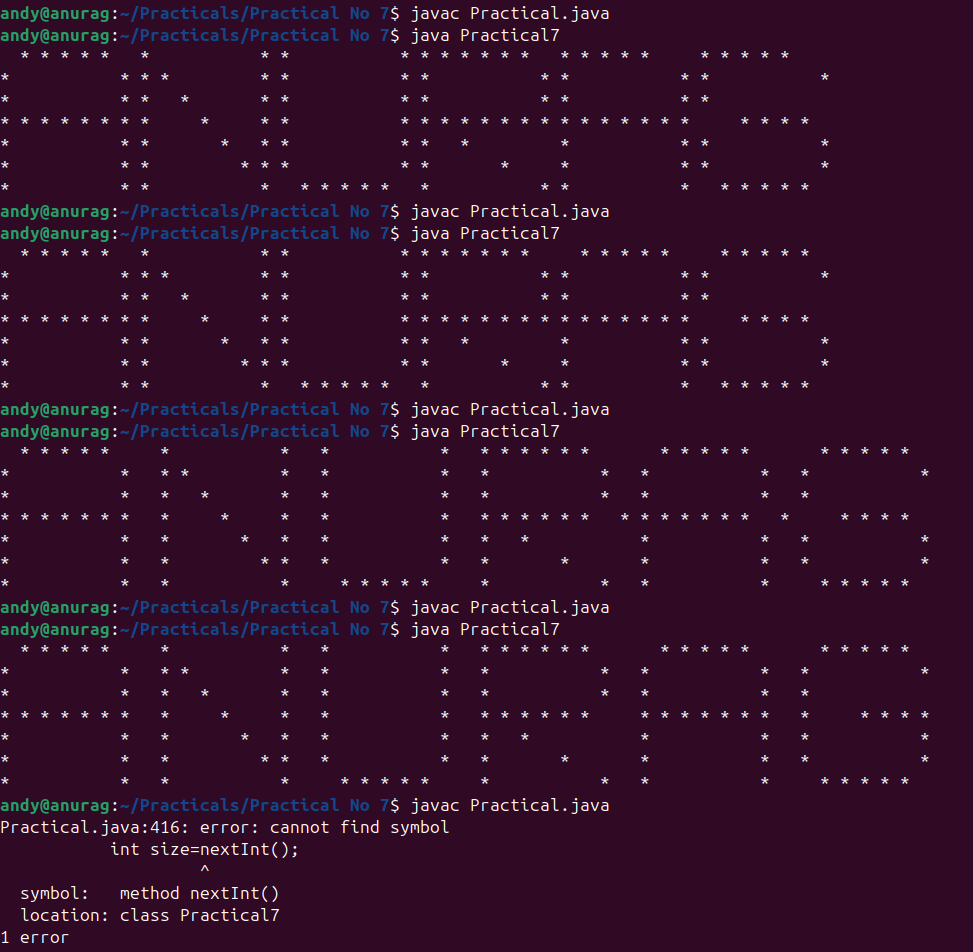 andy@anurag:~/Practicals/Practical No 7$ javac Practical.java
andy@anurag:~/Practicals/Practical No 7$ java Practical7
  * * * * *   *           * *           * * * * * * *   * * * * *     * * * * *
*           * * *         * *           * *           * *           * *           *
*           * *   *       * *           * *           * *           * *
* * * * * * * *     *     * *           * * * * * * * * * * * * * * *     * * * *
*           * *       *   * *           * *   *         *           * *           *
*           * *         * * *           * *       *     *           * *           *
*           * *           *   * * * * *   *           * *           *   * * * * *
andy@anurag:~/Practicals/Practical No 7$ javac Practical.java
andy@anurag:~/Practicals/Practical No 7$ java Practical7
  * * * * *   *           * *           * * * * * * *     * * * * *     * * * * *
*           * * *         * *           * *           * *           * *           *
*           * *   *       * *           * *           * *           * *
* * * * * * * *     *     * *           * * * * * * * * * * * * * * *     * * * *
*           * *       *   * *           * *   *         *           * *           *
*           * *         * * *           * *       *     *           * *           *
*           * *           *   * * * * *   *           * *           *   * * * * *
andy@anurag:~/Practicals/Practical No 7$ javac Practical.java
andy@anurag:~/Practicals/Practical No 7$ java Practical7
  * * * * *     *           *   *           *   * * * * * *       * * * * *       * * * * *
*           *   * *         *   *           *   *           *   *           *   *           *
*           *   *   *       *   *           *   *           *   *           *   *
* * * * * * *   *     *     *   *           *   * * * * * *   * * * * * * *   *     * * * *
*           *   *       *   *   *           *   *   *           *           *   *           *
*           *   *         * *   *           *   *       *       *           *   *           *
*           *   *           *     * * * * *     *           *   *           *     * * * * *
andy@anurag:~/Practicals/Practical No 7$ javac Practical.java
andy@anurag:~/Practicals/Practical No 7$ java Practical7
  * * * * *     *           *   *           *   * * * * * *       * * * * *       * * * * *
*           *   * *         *   *           *   *           *   *           *   *           *
*           *   *   *       *   *           *   *           *   *           *   *
* * * * * * *   *     *     *   *           *   * * * * * *     * * * * * * *   *     * * * *
*           *   *       *   *   *           *   *   *           *           *   *           *
*           *   *         * *   *           *   *       *       *           *   *           *
*           *   *           *     * * * * *     *           *   *           *     * * * * *
andy@anurag:~/Practicals/Practical No 7$ javac Practical.java
Practical.java:416: error: cannot find symbol
           int size=nextInt();
                    ^
  symbol:   method nextInt()
  location: class Practical7
1 error